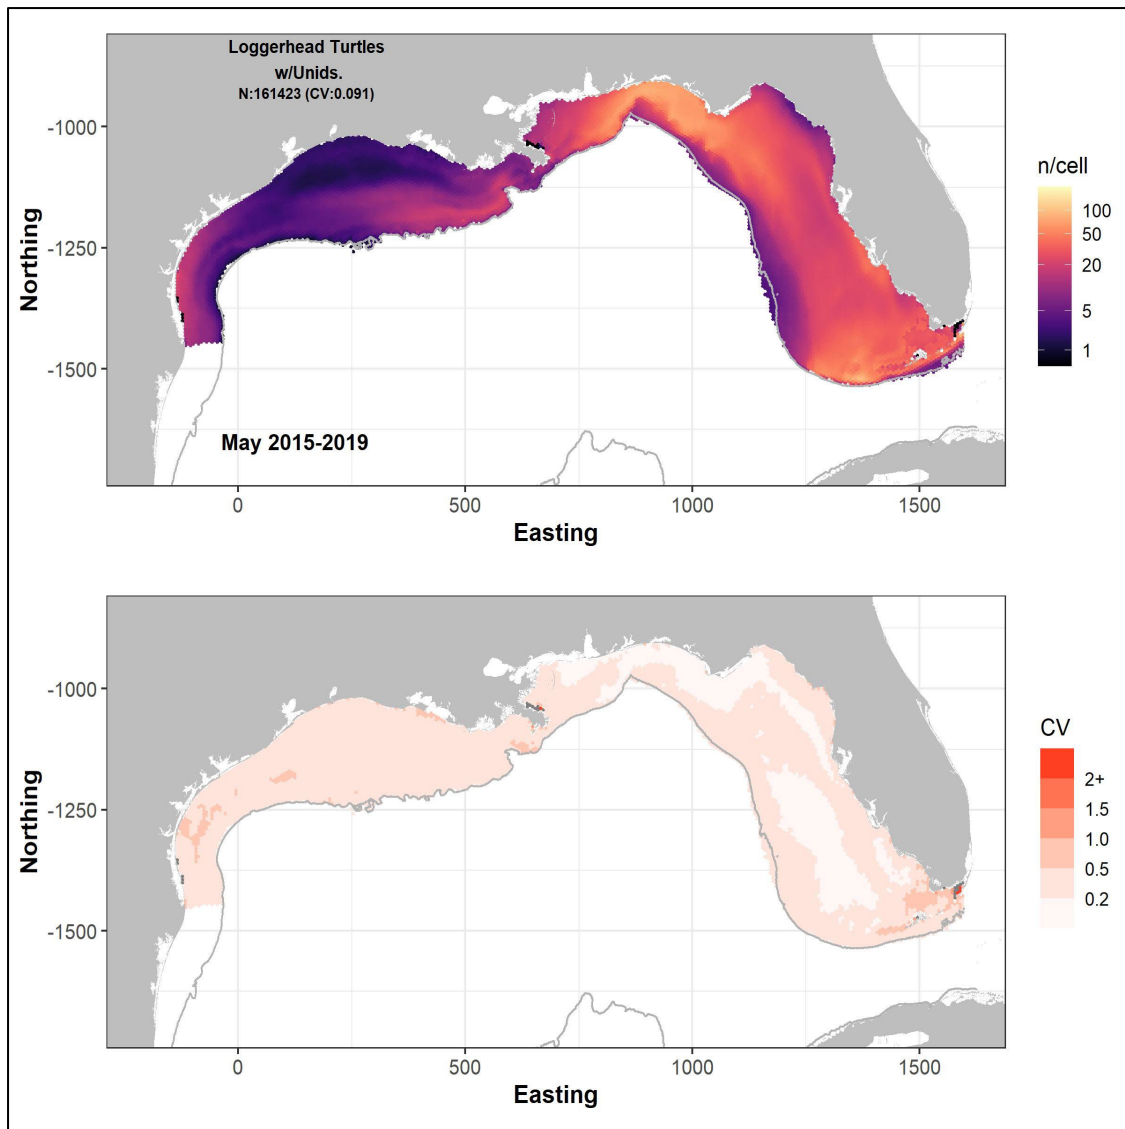 Loggerhead Turtles
w/Unids.
N:161423 (CV:0.091)
-1000
-1250
-1500
Northing
May 2015-2019
0
500
1000
1500
Easting
n/cell
100
50
20
5
1
-1000
-1250
-1500
Northing
0
500
1000
1500
Easting
CV
2+
1.5
1.0
0.5
0.2